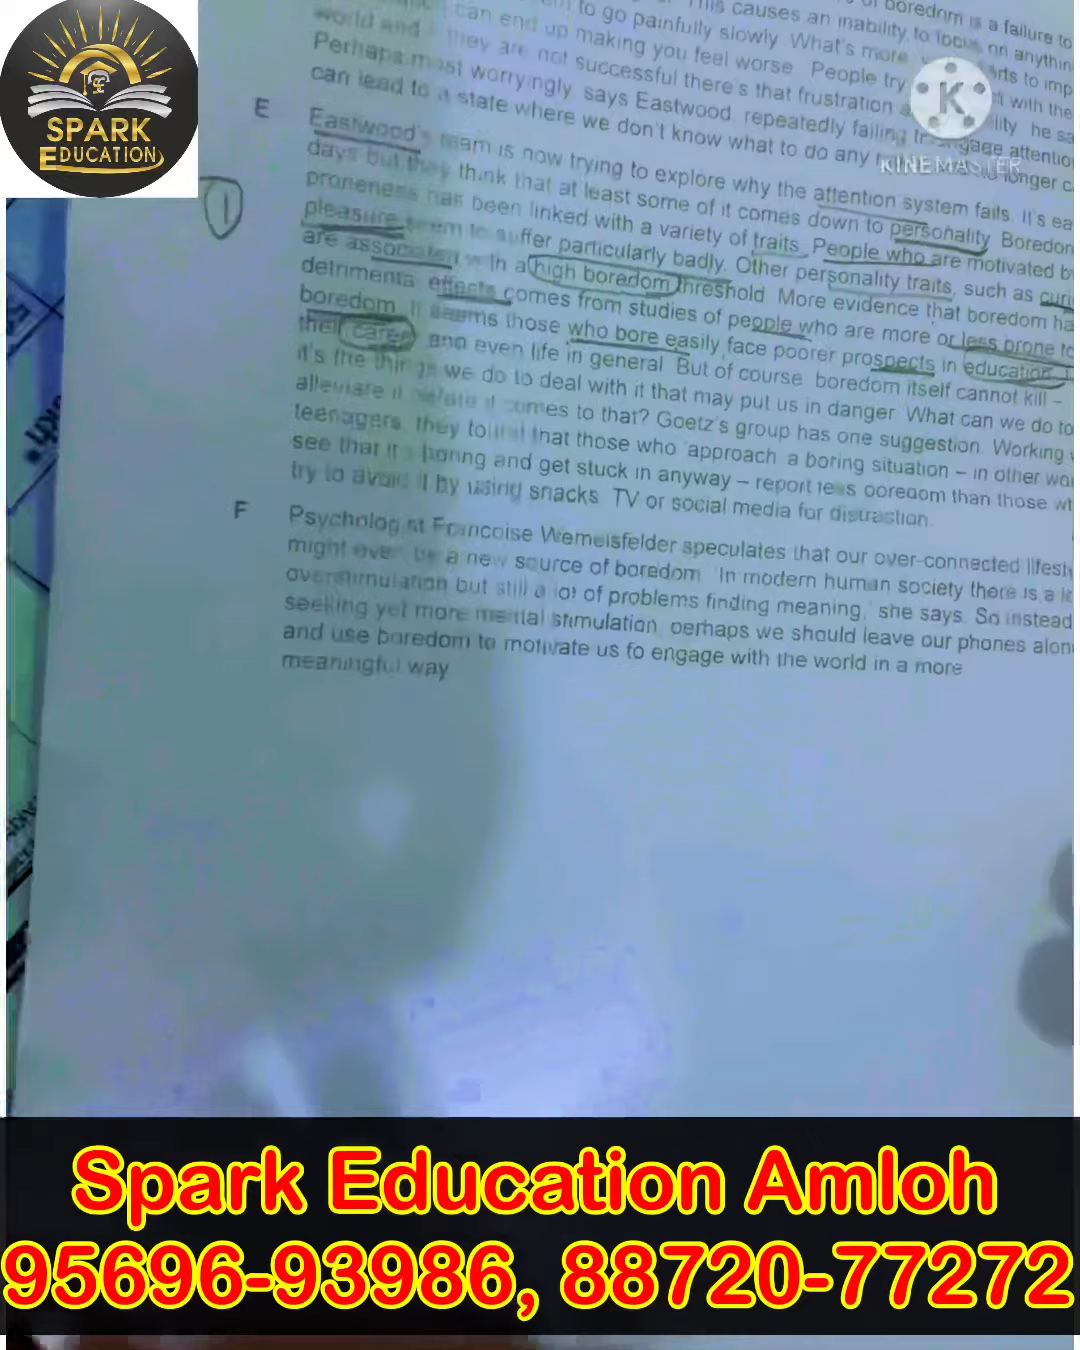 of boredom is a failure to
to go painfully slowly. What's more
This causes an inability to focus on anything
can end up making you feel worse. People try
world and they are not successful there's that frustration
Perhaps most worryingly says Eastwood repeatedly failing
can lead to a state where we don't know what to do any longer
E
Eastwood's team is now trying to explore why the attention system fails. It's
days but they think that at least some of it comes down to personality. Boredom
proneness has been linked with a variety of traits. People who are motivated
pleasure seem to suffer particularly badly. Other personality traits, such as
are associated with a high boredom threshold. More evidence that boredom
detrimental effects comes from studies of people who are more or less prone to
boredom. It seems those who bore easily face poorer prospects in education
their career and even life in general. But of course boredom itself cannot kill –
it's the things we do to deal with it that may put us in danger. What can we do to
alleviate it before it comes to that? Goetz's group has one suggestion. Working
teenagers, they found that those who 'approach' a boring situation – in other
see that it's boring and get stuck in anyway – report less boredom than those
try to avoid it by using snacks, TV or social media for distraction.
F
Psychologist Francoise Wemelsfelder speculates that our over-connected
might even be a new source of boredom. 'In modern human society there is a
overstimulation but still a lot of problems finding meaning,' she says. So instead
seeking yet more mental stimulation, perhaps we should leave our phones
and use boredom to motivate us to engage with the world in a more
meaningful way
1
K
KINEMASTER
SPARK
EDUCATION
Spark Education Amloh
95696-93986, 88720-77272